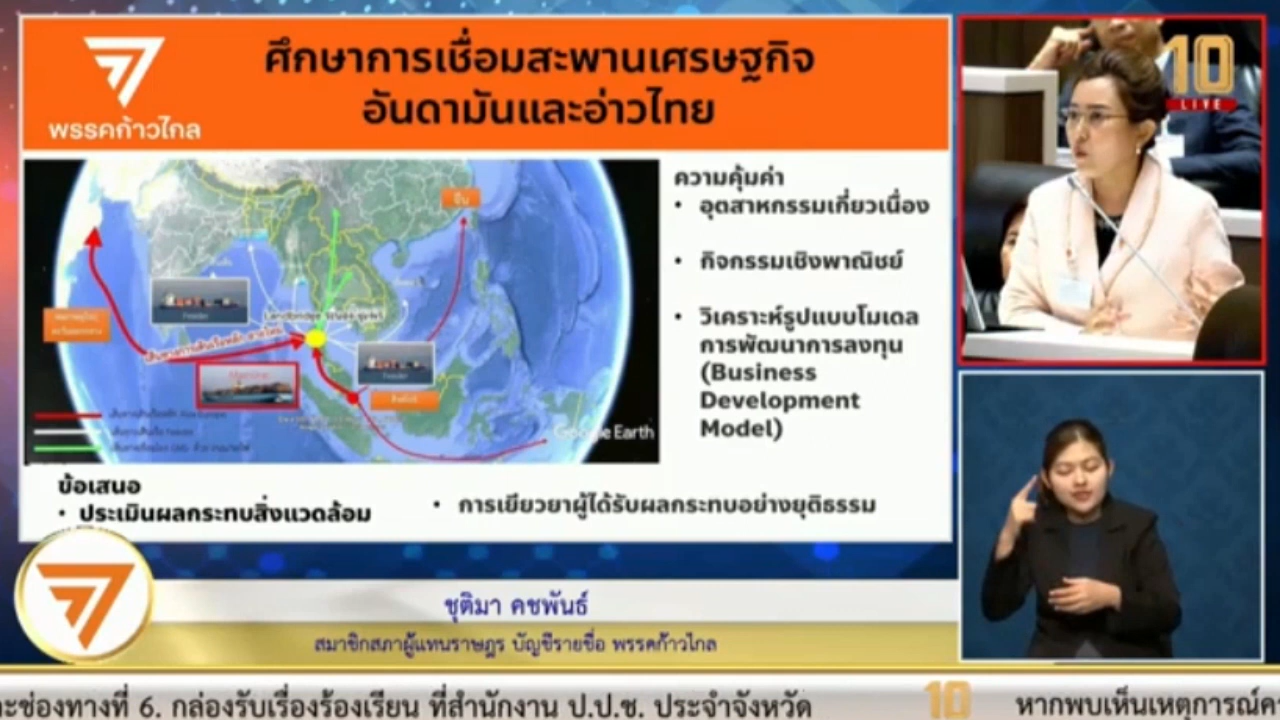 ศึกษาการเชื่อมสะพานเศรษฐกิจ
อันดามันและอ่าวไทย
พรรคก้าวไกล
10
LIVE
ความคุ้มค่า
• อุตสาหกรรมเกี่ยวเนื่อง
• กิจกรรมเชิงพาณิชย์
• วิเคราะห์รูปแบบโมเดล
การพัฒนาการลงทุน
(Business
Development
Model)
จีน
Feeder
Landbridge ระนอง ชุมพร
Feeder
Mainline
Google Earth
ข้อเสนอ
• ประเมินผลกระทบสิ่งแวดล้อม
• การเยียวยาผู้ได้รับผลกระทบอย่างยุติธรรม
ชุติมา คชพันธ์
สมาชิกสภาผู้แทนราษฎร บัญชีรายชื่อ พรรคก้าวไกล
ะช่องทางที่ 6. กล่องรับเรื่องร้องเรียน ที่สำนักงาน ป.ป.ช. ประจำจังหวัด
10
หากพบเห็นเหตุการณ์ค